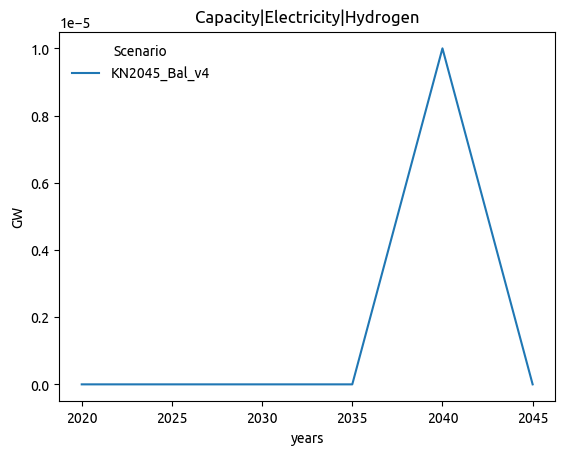 Capacity|Electricity|Hydrogen
1e−5
Scenario
KN2045_Bal_v4
1.0
0.8
0.6
0.4
0.2
0.0
GW
2020 2025 2030 2035 2040 2045
years